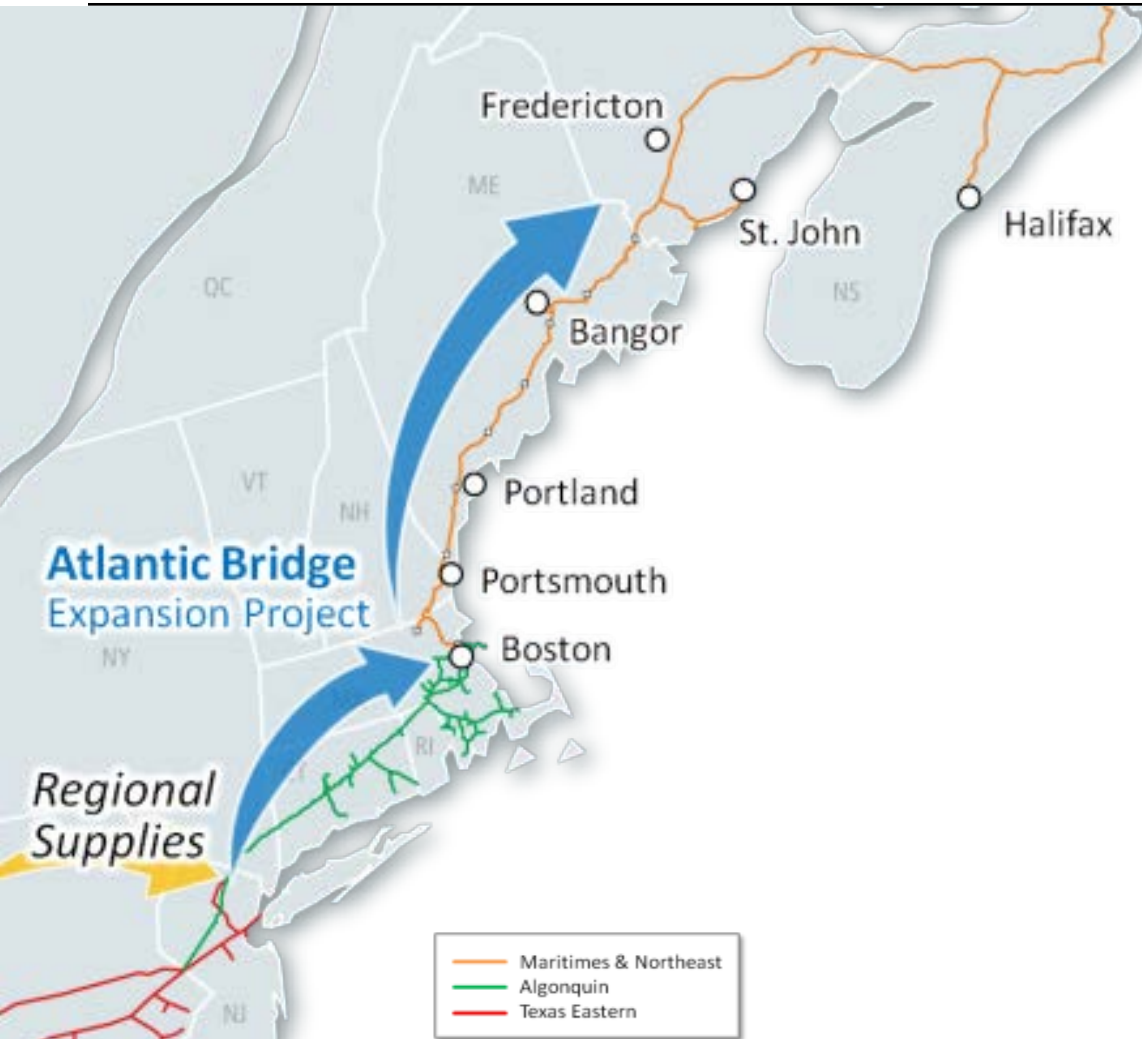 Fredericton
ME
St. John
Halifax
QC
NS
Bangor
VT
Portland
NH
Atlantic Bridge
Expansion Project
Portsmouth
NY
Boston
RI
Regional
Supplies
Maritimes & Northeast
Algonquin
Texas Eastern
NJ